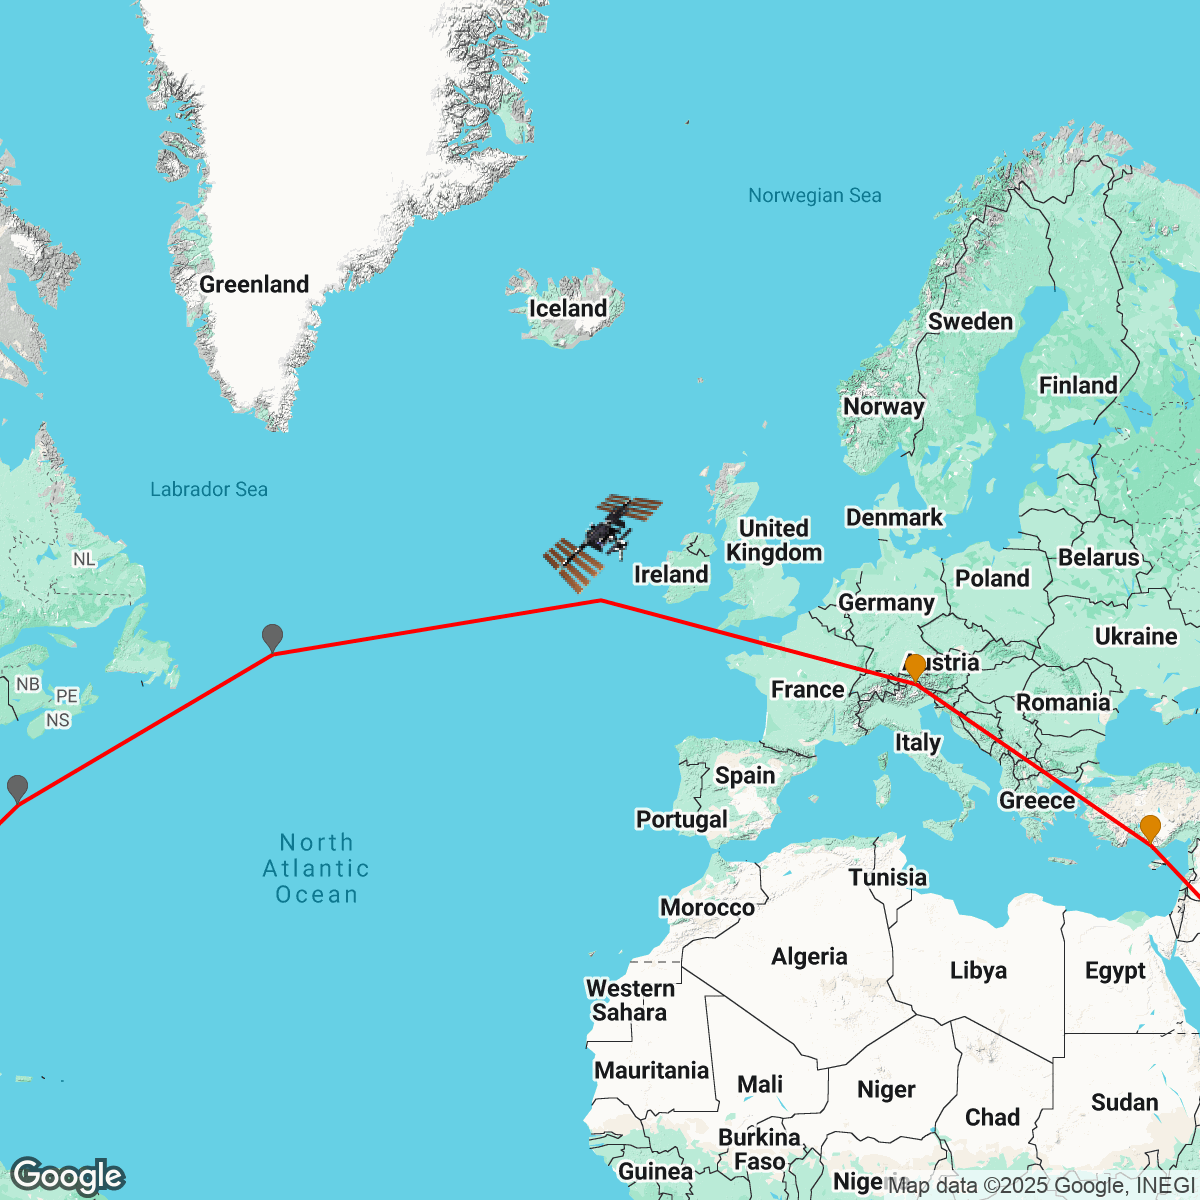 Norwegian Sea
Greenland
Iceland
Sweden
Finland
Norway
Labrador Sea
Denmark
United
Kingdom
Belarus
NL
Ireland
Poland
Germany
Ukraine
Austria
NB
PE
France
Romania
NS
Italy
Spain
Greece
Portugal
North
Atlantic
Ocean
Tunisia
Morocco
Algeria
Libya
Egypt
Western
Sahara
Mauritania
Mali
Niger
Chad
Sudan
Burkina
Faso
Guinea
Google
Map data ©2025 Google, INEGI